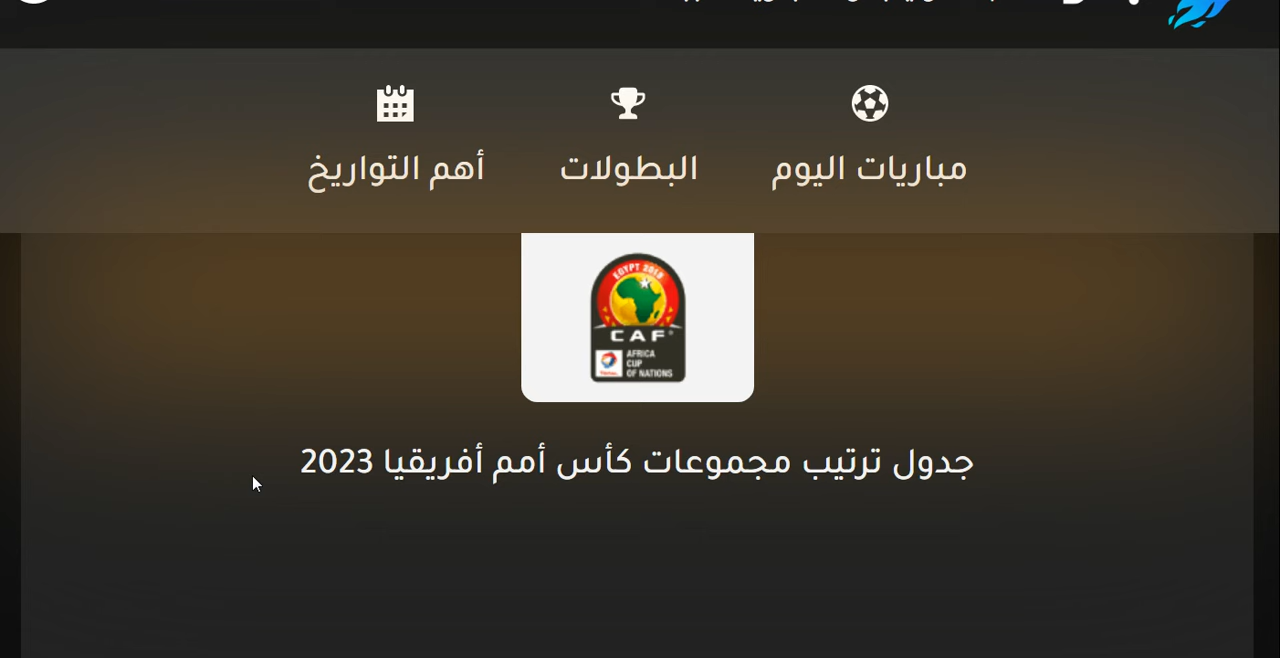 مباريات اليوم
البطولات
أهم التواريخ
EGYPT 2019
CAF
AFRICA
CUP
OF NATIONS
جدول ترتيب مجموعات كأس أمم أفريقيا 2023